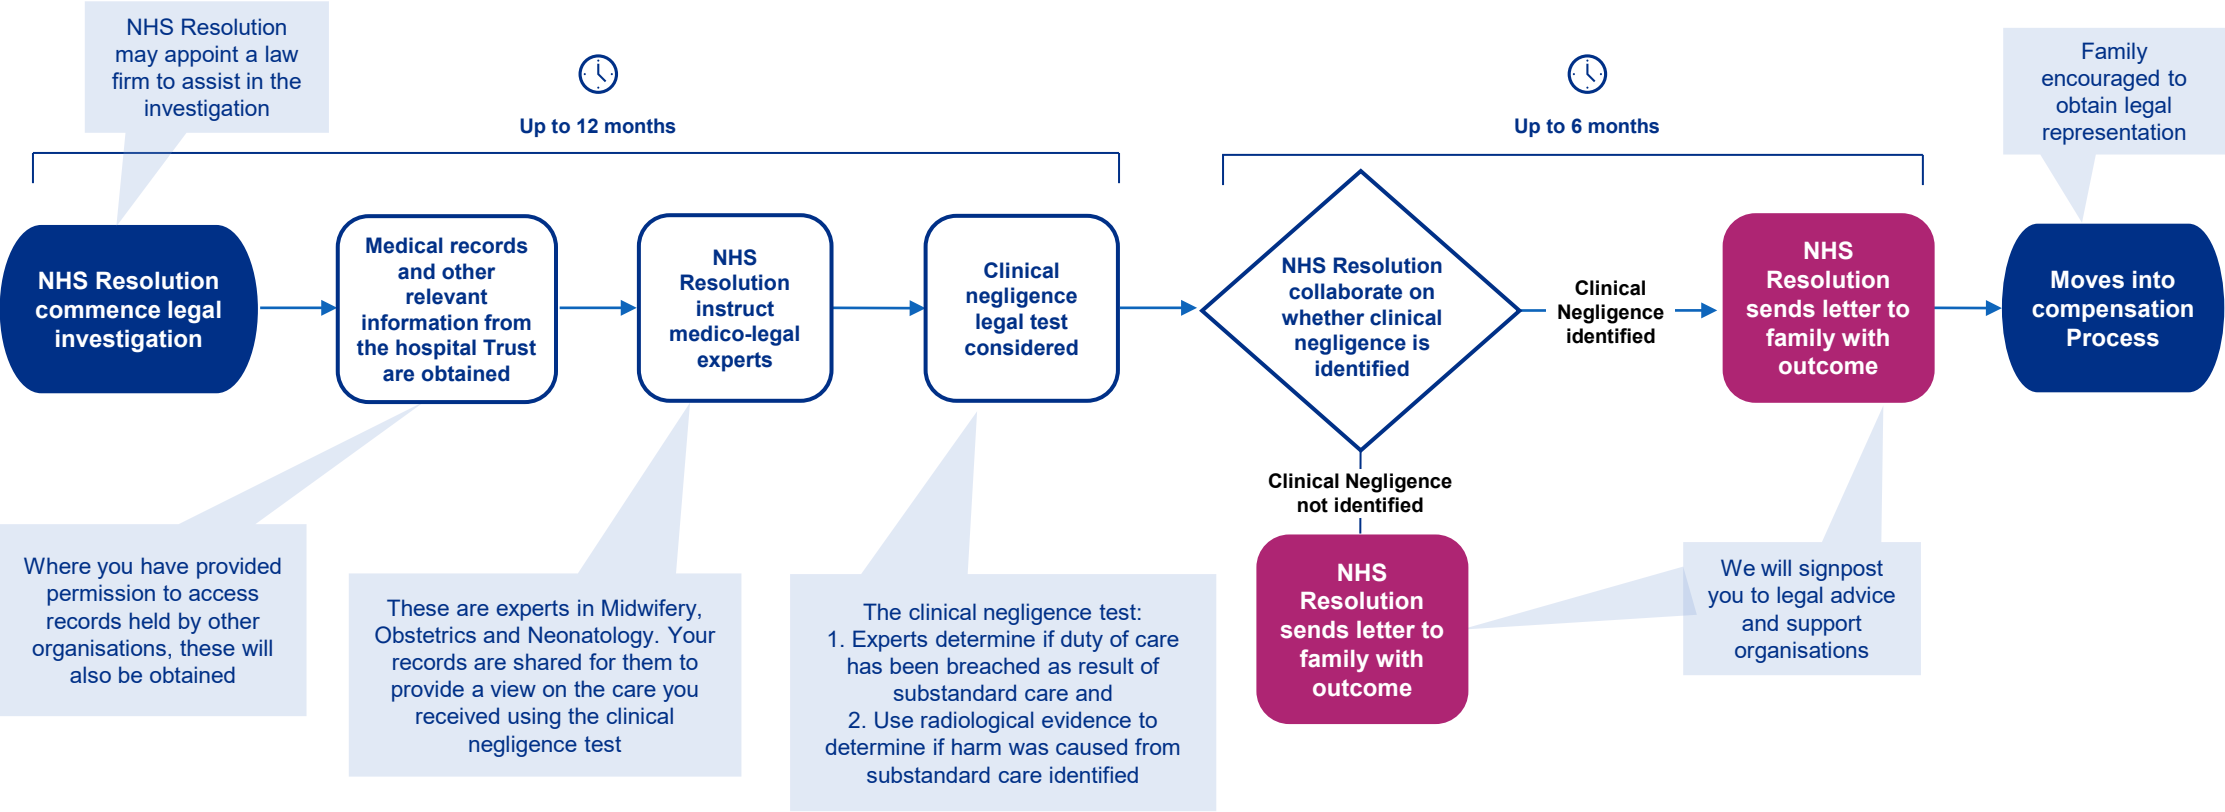 NHS Resolution
may appoint a law
firm to assist in the
investigation
Up to 12 months
Up to 6 months
Family
encouraged to
obtain legal
representation
NHS Resolution
commence legal
investigation
Medical records
and other
relevant
information from
the hospital Trust
are obtained
NHS
Resolution
instruct
medico-legal
experts
Clinical
negligence
legal test
considered
NHS Resolution
collaborate on
whether clinical
negligence is
identified
Clinical
Negligence
identified
NHS
Resolution
sends letter to
family with
outcome
Moves into
compensation
Process
Clinical Negligence
not identified
NHS
Resolution
sends letter to
family with
outcome
Where you have provided
permission to access
records held by other
organisations, these will
also be obtained
These are experts in Midwifery,
Obstetrics and Neonatology. Your
records are shared for them to
provide a view on the care you
received using the clinical
negligence test
The clinical negligence test:
1. Experts determine if duty of care
has been breached as result of
substandard care and
2. Use radiological evidence to
determine if harm was caused from
substandard care identified
We will signpost
you to legal advice
and support
organisations